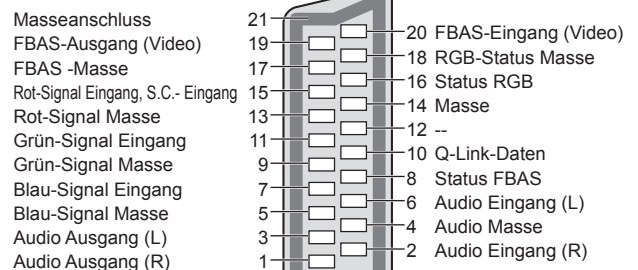 Masseanschluss 21
FBAS-Ausgang (Video) 19
FBAS -Masse 17
Rot-Signal Eingang, S.C.- Eingang 15
Rot-Signal Masse 13
Grün-Signal Eingang 11
Grün-Signal Masse 9
Blau-Signal Eingang 7
Blau-Signal Masse 5
Audio Ausgang (L) 3
Audio Ausgang (R) 1
20 FBAS-Eingang (Video)
18 RGB-Status Masse
16 Status RGB
14 Masse
12 --
10 Q-Link-Daten
8 Status FBAS
6 Audio Eingang (L)
4 Audio Masse
2 Audio Eingang (R)